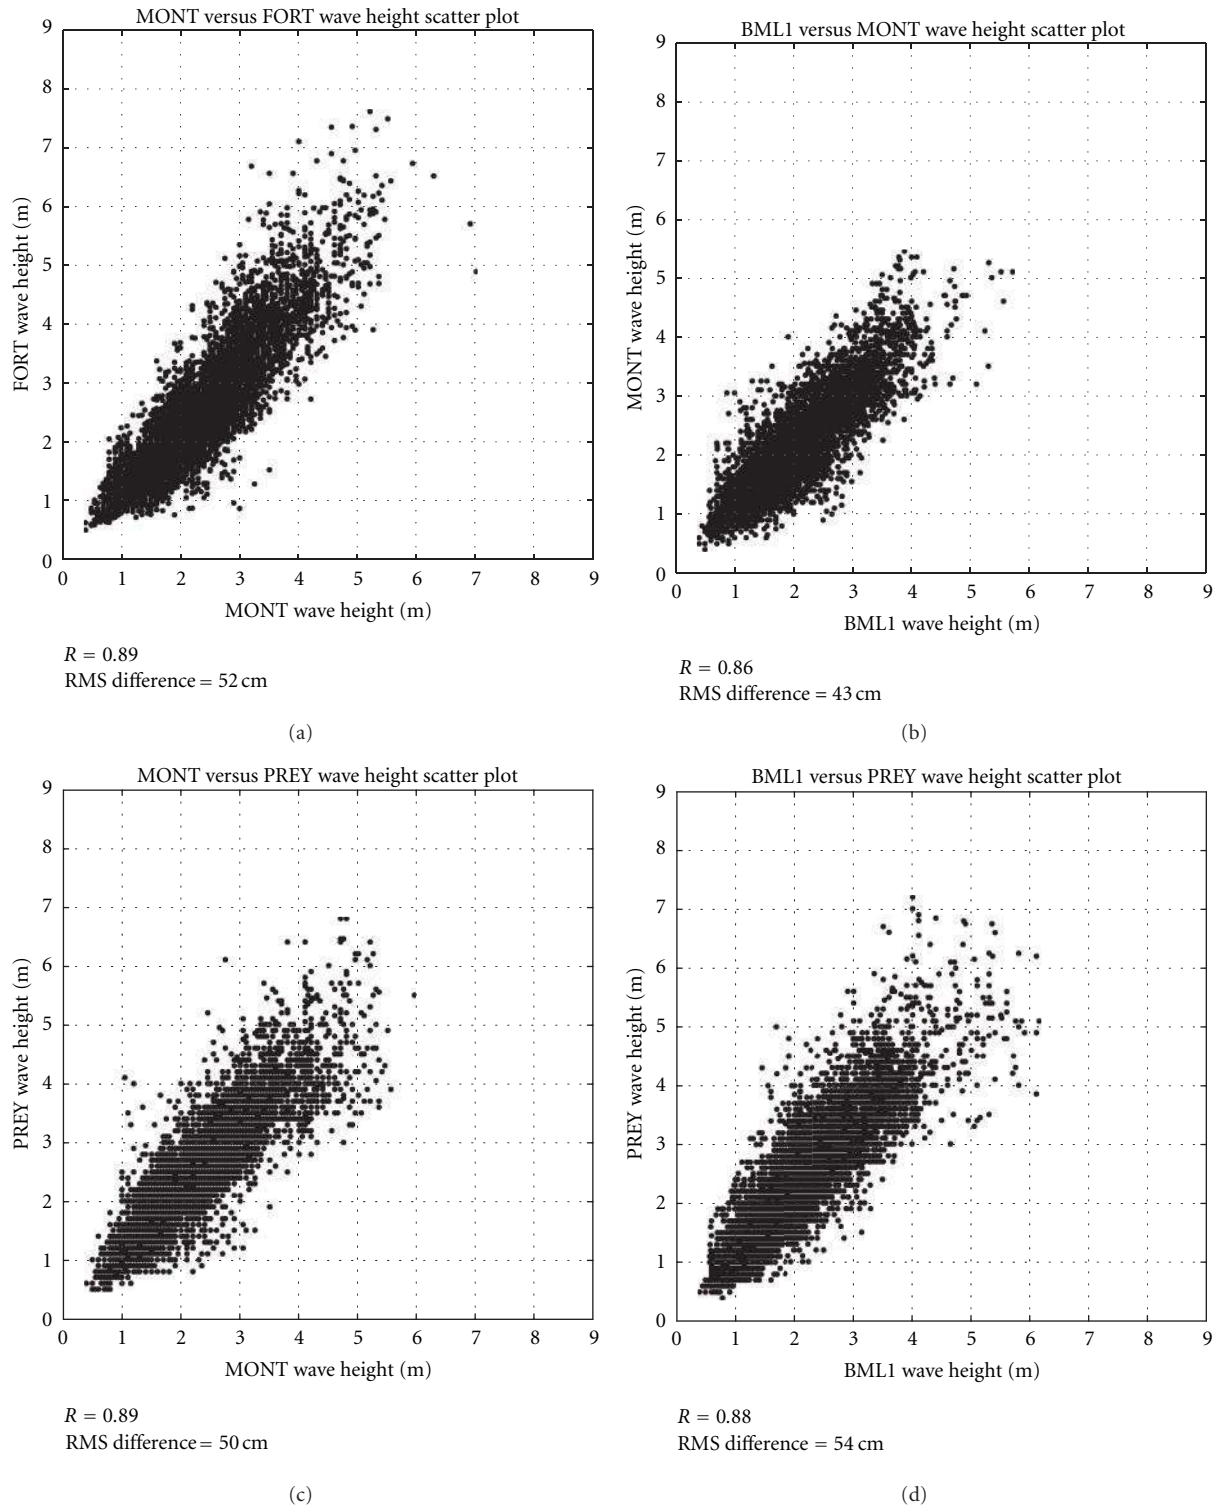 MONT versus FORT wave height scatter plot
9
8
7
6
5
4
3
2
1
0
FORT wave height (m)
0 1 2 3 4 5 6 7 8 9
MONT wave height (m)
R = 0.89
RMS difference = 52 cm
(a)
BML1 versus MONT wave height scatter plot
9
8
7
6
5
4
3
2
1
0
MONT wave height (m)
0 1 2 3 4 5 6 7 8 9
BML1 wave height (m)
R = 0.86
RMS difference = 43 cm
(b)
MONT versus PREY wave height scatter plot
9
8
7
6
5
4
3
2
1
0
PREY wave height (m)
0 1 2 3 4 5 6 7 8 9
MONT wave height (m)
R = 0.89
RMS difference = 50 cm
(c)
BML1 versus PREY wave height scatter plot
9
8
7
6
5
4
3
2
1
0
PREY wave height (m)
0 1 2 3 4 5 6 7 8 9
BML1 wave height (m)
R = 0.88
RMS difference = 54 cm
(d)